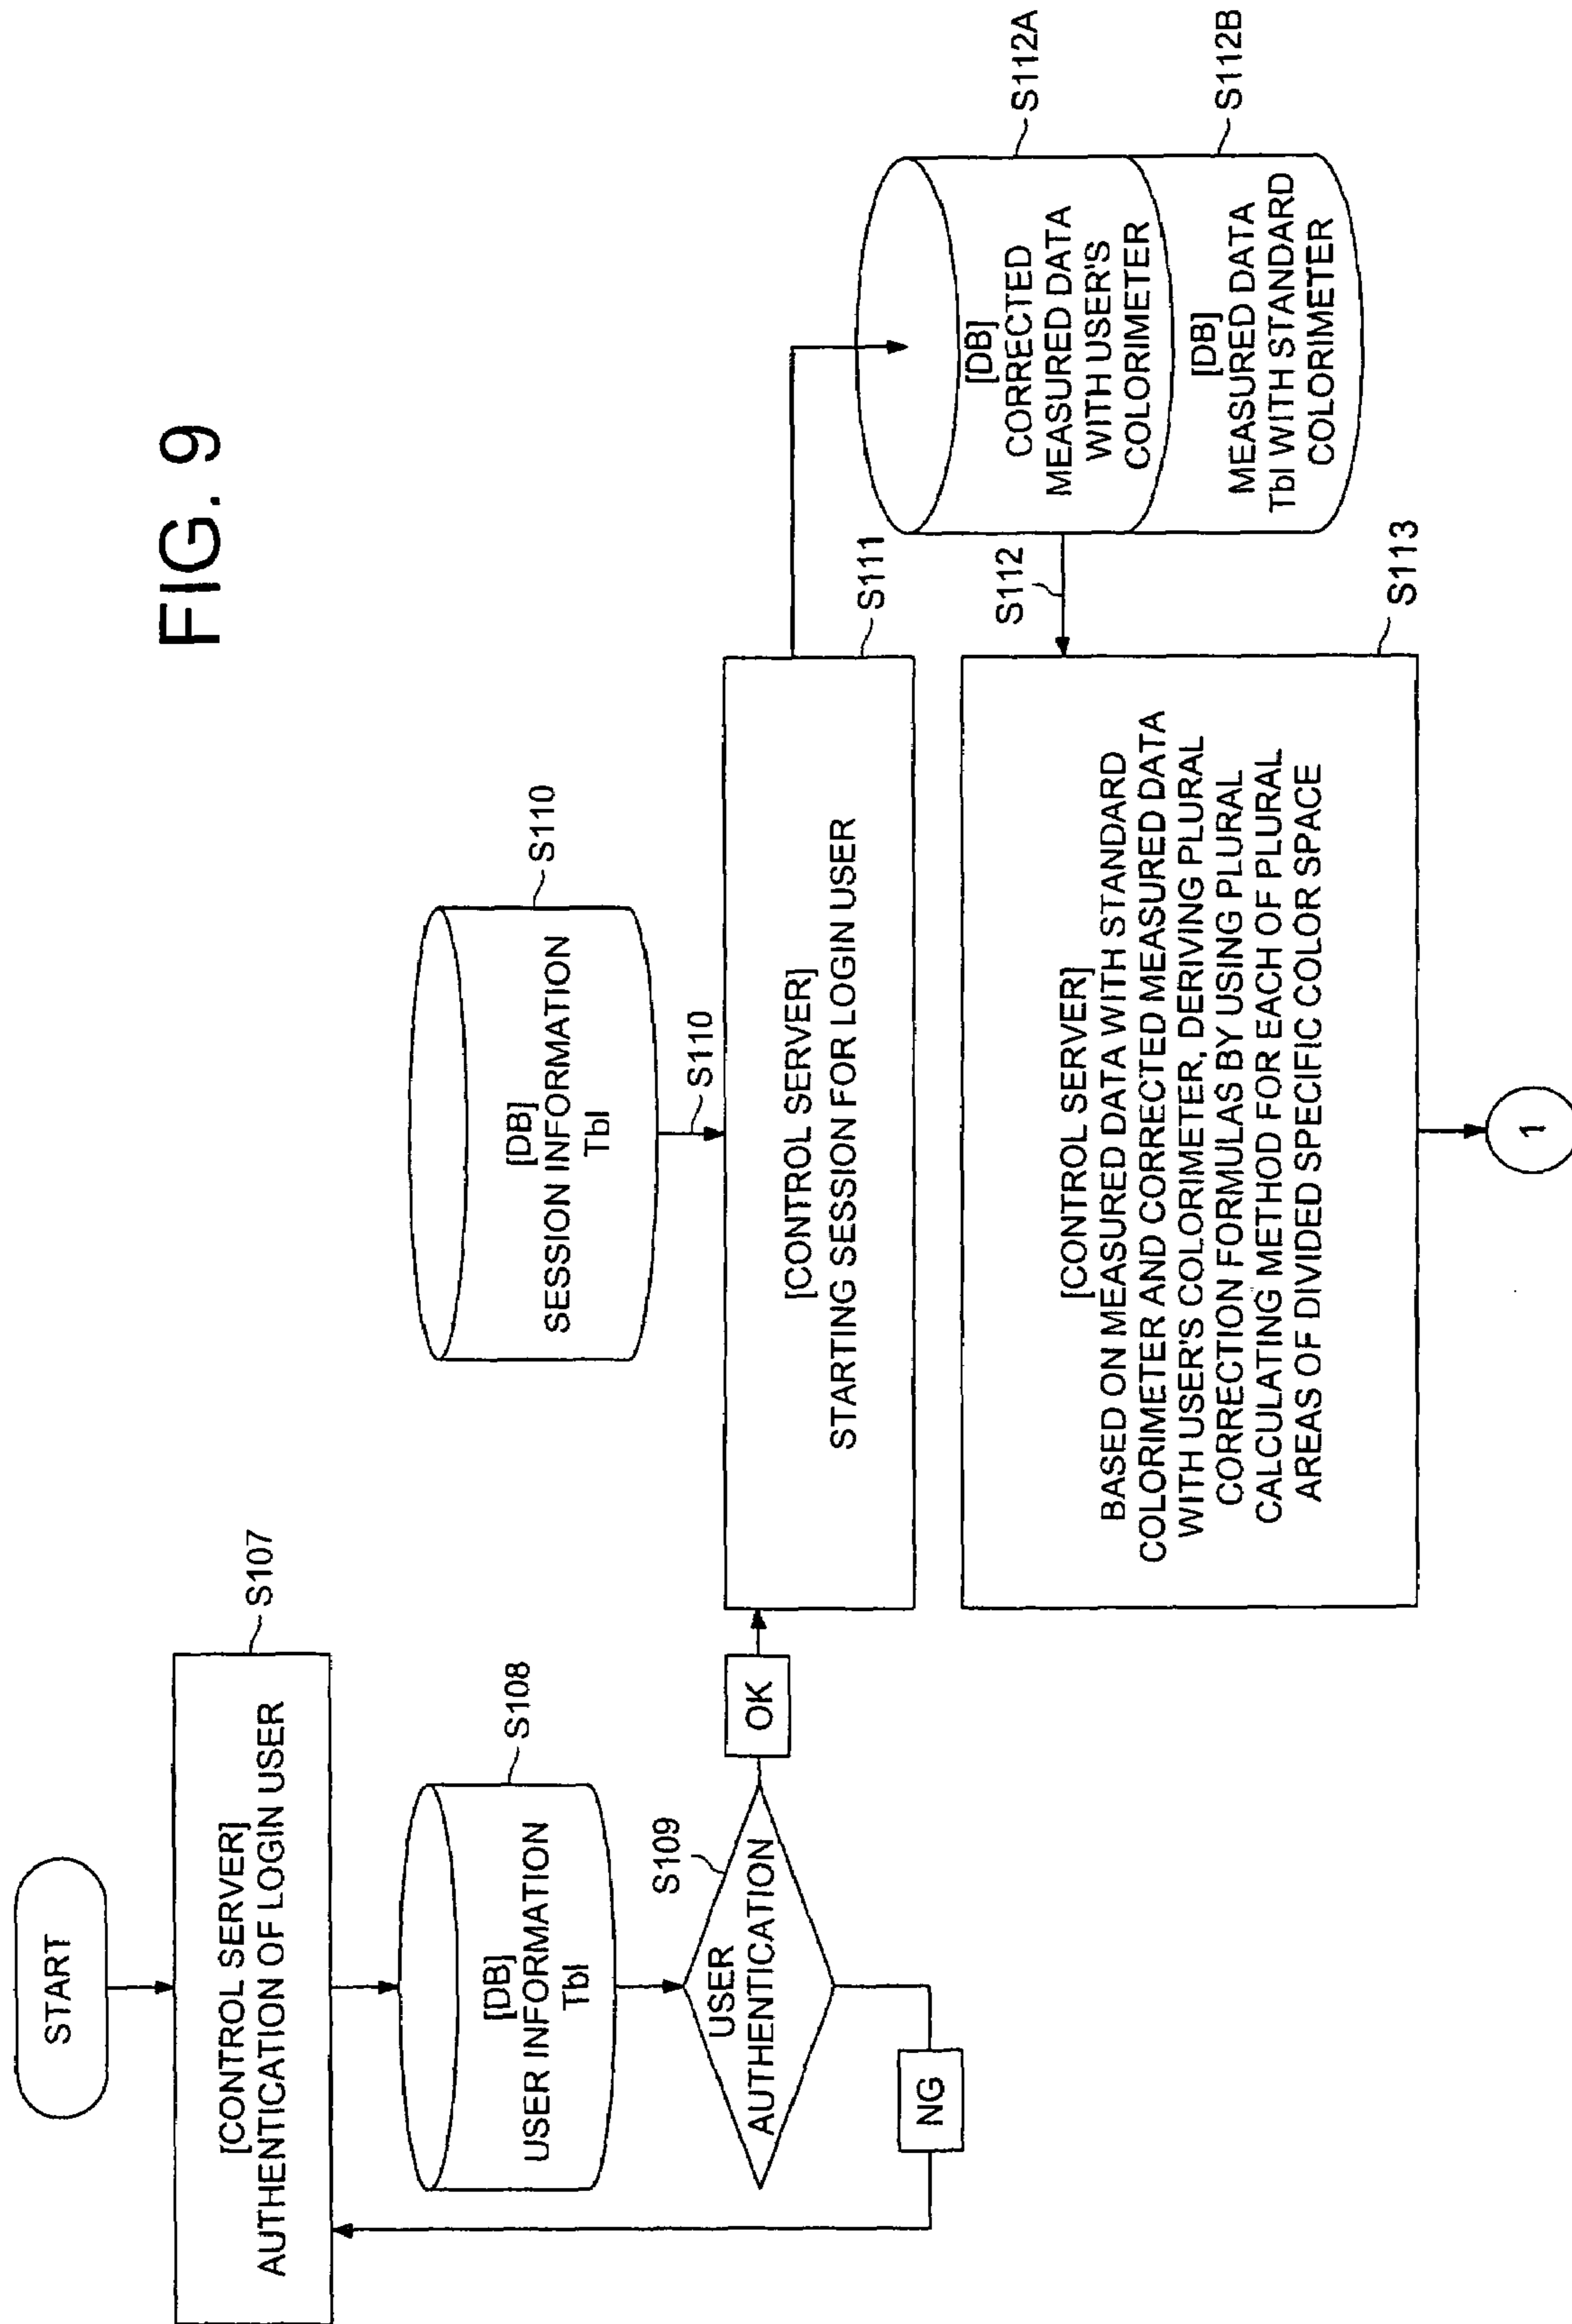 FIG. 9
START
[CONTROL SERVER]
AUTHENTICATION OF LOGIN USER
S107
[DB]
USER INFORMATION
Tbl
S108
USER
AUTHENTICATION
S109
NG
OK
[DB]
SESSION INFORMATION
Tbl
S110
S110
[CONTROL SERVER]
STARTING SESSION FOR LOGIN USER
S111
[DB]
CORRECTED
MEASURED DATA
WITH USER'S
COLORIMETER
S112A
[DB]
MEASURED DATA
Tbl WITH STANDARD
COLORIMETER
S112B
S112
[CONTROL SERVER]
BASED ON MEASURED DATA WITH STANDARD
COLORIMETER AND CORRECTED MEASURED DATA
WITH USER'S COLORIMETER, DERIVING PLURAL
CORRECTION FORMULAS BY USING PLURAL
CALCULATING METHOD FOR EACH OF PLURAL
AREAS OF DIVIDED SPECIFIC COLOR SPACE
S113
1